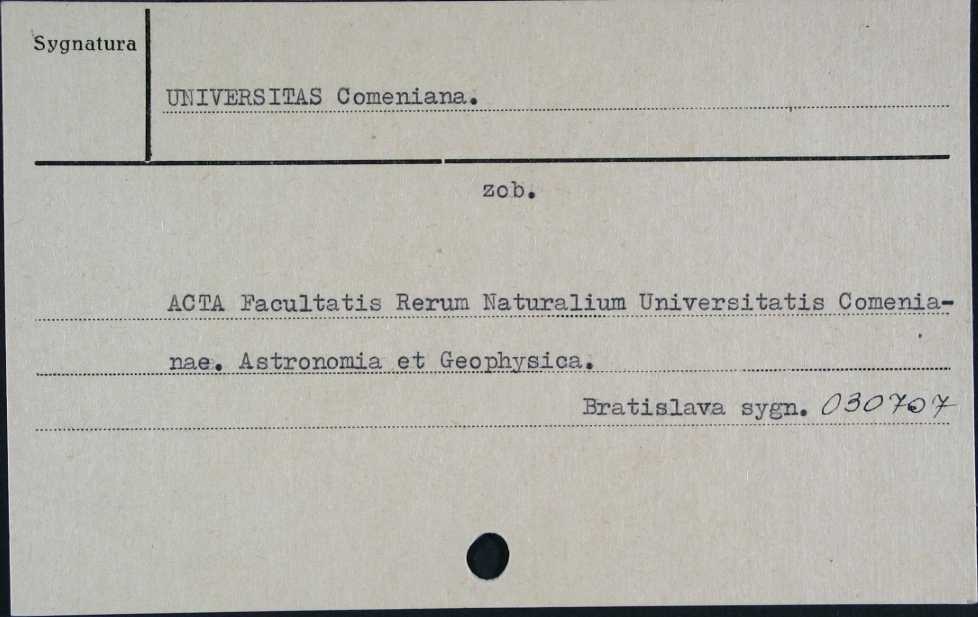 Sygnatura
UNIVERSITAS Comeniana.
zob.
ACTA Facultatis Rerum Naturalium Universitatis Comenia-
nae. Astronomia et Geophysica.
Bratislava sygn. 030707